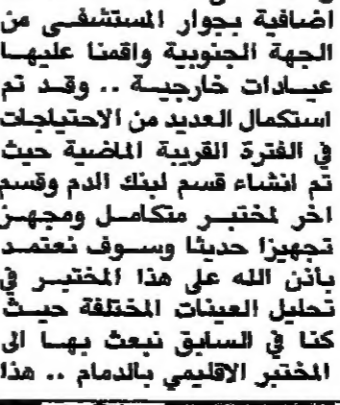 اضافية بجوار المستشفى من
الجهة الجنوبية واقمنا عليها
عيادات خارجية .. وقد تم
استكمال العديد من الاحتياجات
في الفترة القريبة الماضية حيث
تم انشاء قسم لبنك الدم وقسم
اخر لمختبر متكامل ومجهز
تجهيزا حديثا وسوف نعتمد
بأذن الله على هذا المختبر في
تحليل العينات المختلفة حيث
كنا في السابق نبعث بها الى
المختبر الاقليمي بالدمام .. هذا